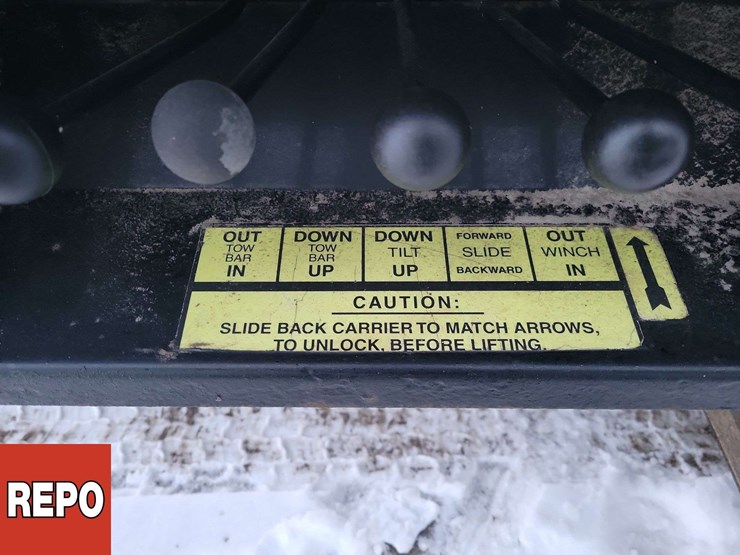 OUT
TOW
BAR
IN
DOWN
TOW
BAR
UP
DOWN
TILT
UP
FORWARD
SLIDE
BACKWARD
OUT
WINCH
IN
CAUTION:
SLIDE BACK CARRIER TO MATCH ARROWS,
TO UNLOCK, BEFORE LIFTING.
REPO